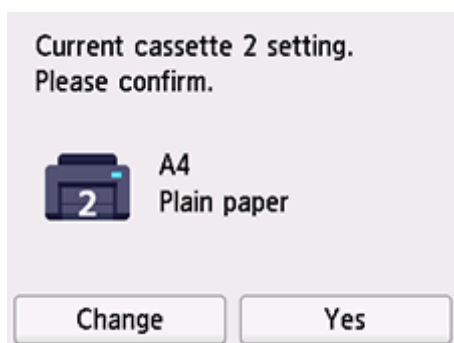 Current cassette 2 setting.
Please confirm.
2
A4
Plain paper
Change
Yes